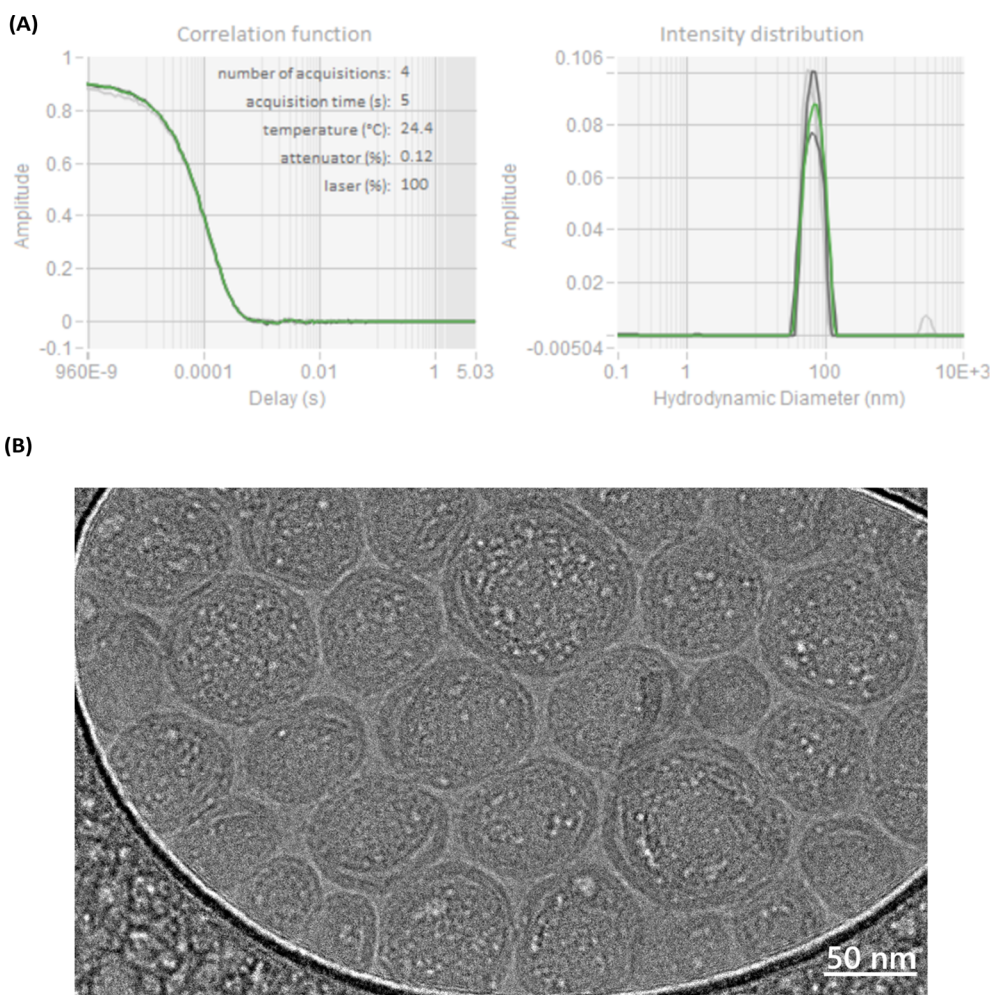 (A)
Correlation function
Intensity distribution
number of acquisitions: 4
acquisition time (s): 5
temperature (°C): 24.4
attenuator (%): 0.12
laser (%): 100
Amplitude
1
0.8
0.6
0.4
0.2
0
-0.1
960E-9 0.0001 0.01 1 5.03
Delay (s)
Amplitude
0.106
0.08
0.06
0.04
0.02
-0.00504
0.1 1 100 10E+3
Hydrodynamic Diameter (nm)
(B)
50 nm